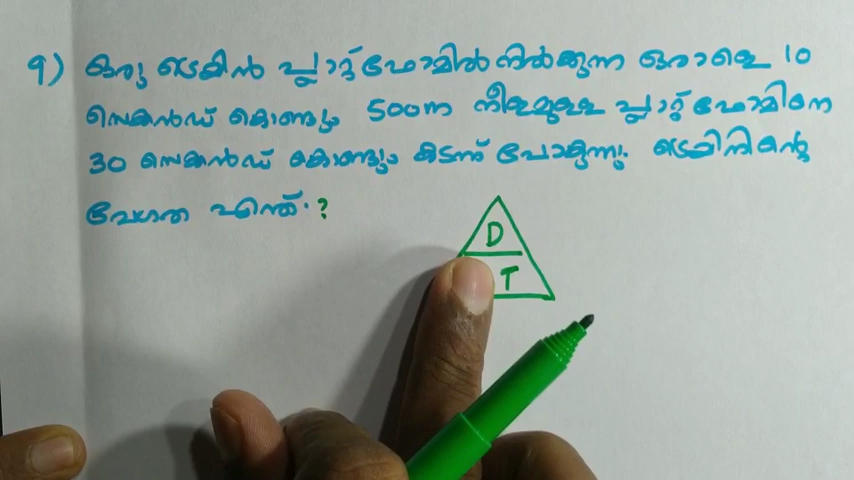 9) ഒരു ട്രെയിൻ പ്ലാറ്റ്ഫോമിൽ നിൽക്കുന്ന ഒരാളെ 10
സെക്കൻഡ് കൊണ്ടും 500m നീളമുള്ള പ്ലാറ്റ്ഫോമിനെ
30 സെക്കൻഡ് കൊണ്ടും കടന്ന് പോകുന്നു. ട്രെയിനിന്റെ
വേഗത എന്ത്.?
D
T